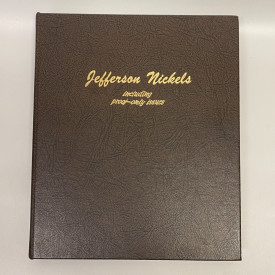 Jefferson Nickels
including
proof-only issues